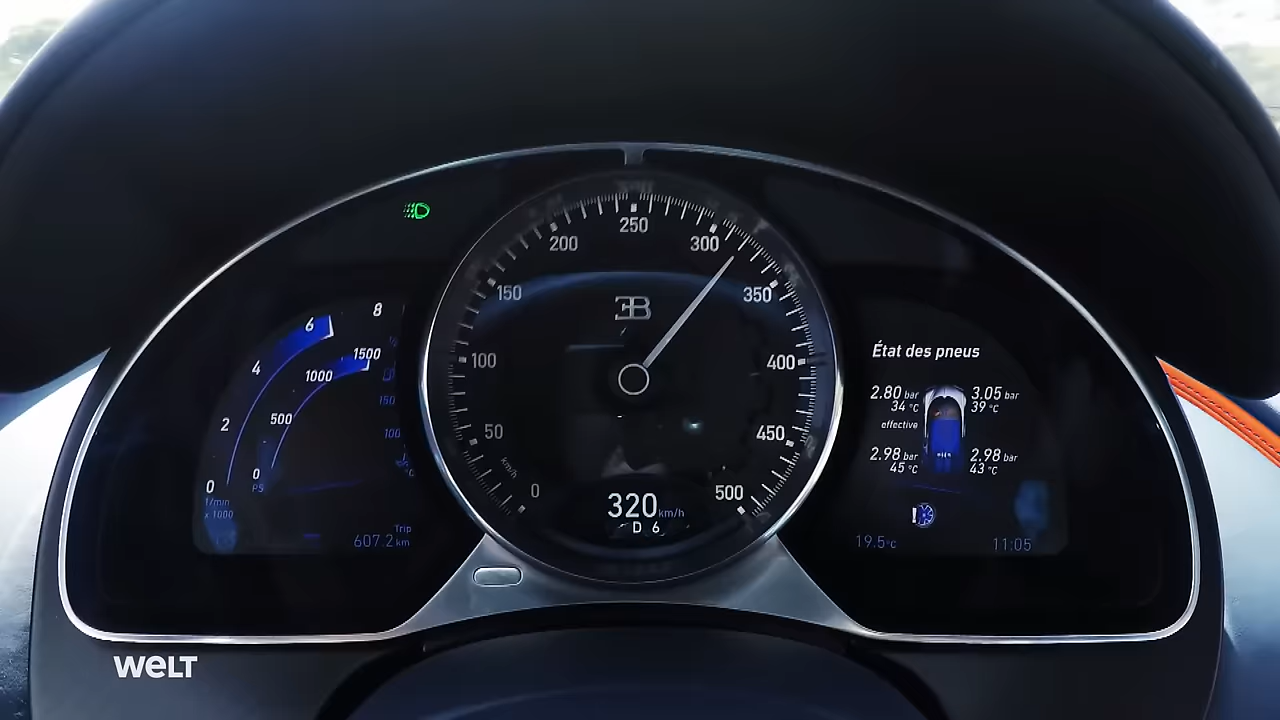 8
6
4
2
0
1/min
x 1000
1500
1000
500
0
PS
Trip
607.2 km
0
50
100
150
200
250
300
350
400
450
500
km/h
EB
320 km/h
D 6
État des pneus
2.80 bar 3.05 bar
34 °C 39 °C
effective
2.98 bar 2.98 bar
45 °C 43 °C
19.5°C 11:05
WELT